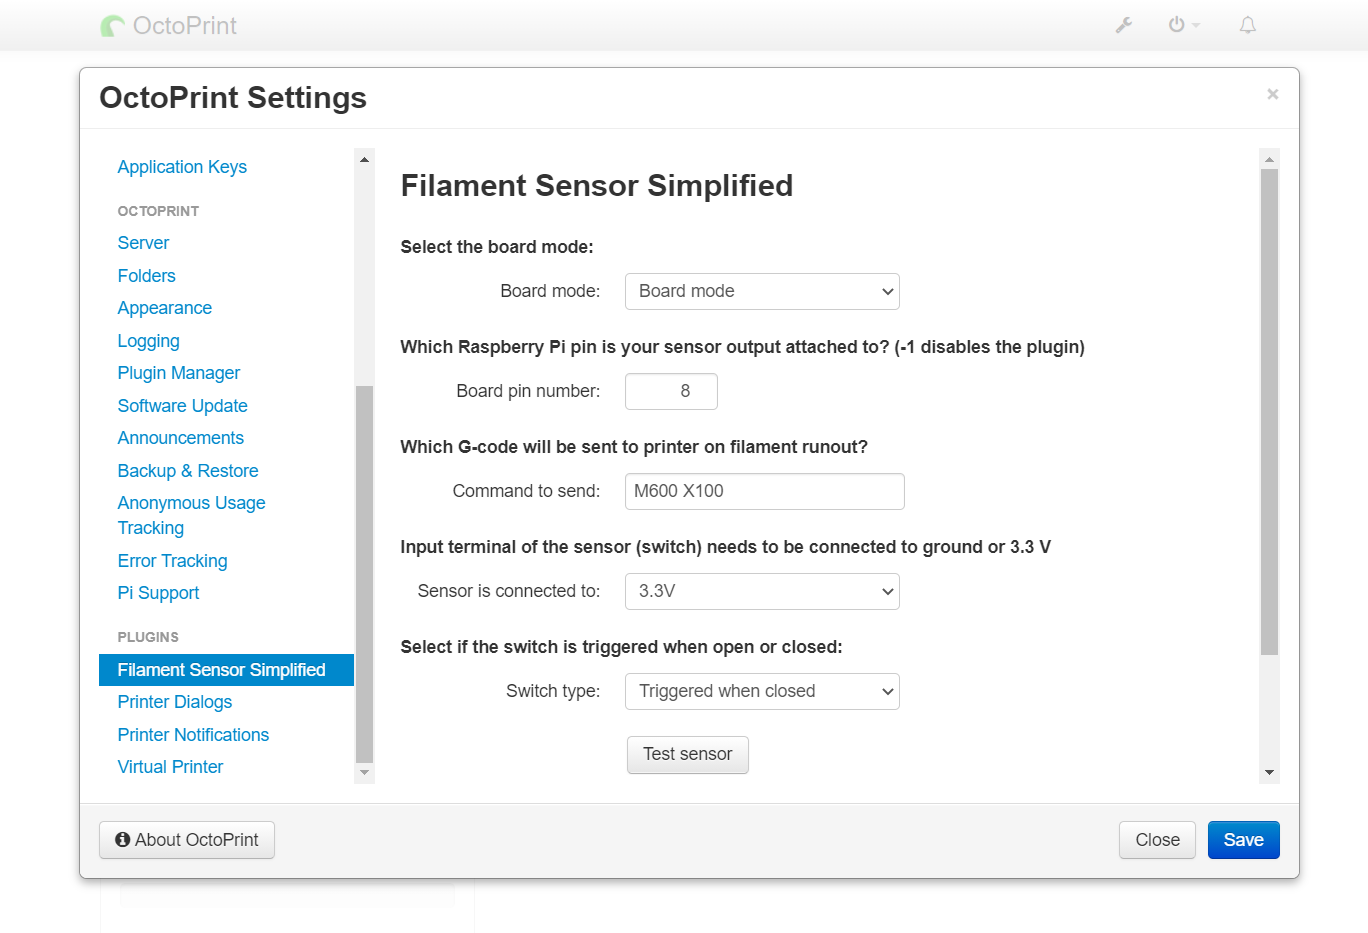 OctoPrint
OctoPrint Settings
×
Application Keys
OCTOPRINT
Server
Folders
Appearance
Logging
Plugin Manager
Software Update
Announcements
Backup & Restore
Anonymous Usage
Tracking
Error Tracking
Pi Support
PLUGINS
Filament Sensor Simplified
Printer Dialogs
Printer Notifications
Virtual Printer
Filament Sensor Simplified
Select the board mode:
Board mode: Board mode
Which Raspberry Pi pin is your sensor output attached to? (-1 disables the plugin)
Board pin number: 8
Which G-code will be sent to printer on filament runout?
Command to send: M600 X100
Input terminal of the sensor (switch) needs to be connected to ground or 3.3 V
Sensor is connected to: 3.3V
Select if the switch is triggered when open or closed:
Switch type: Triggered when closed
Test sensor
About OctoPrint
Close
Save